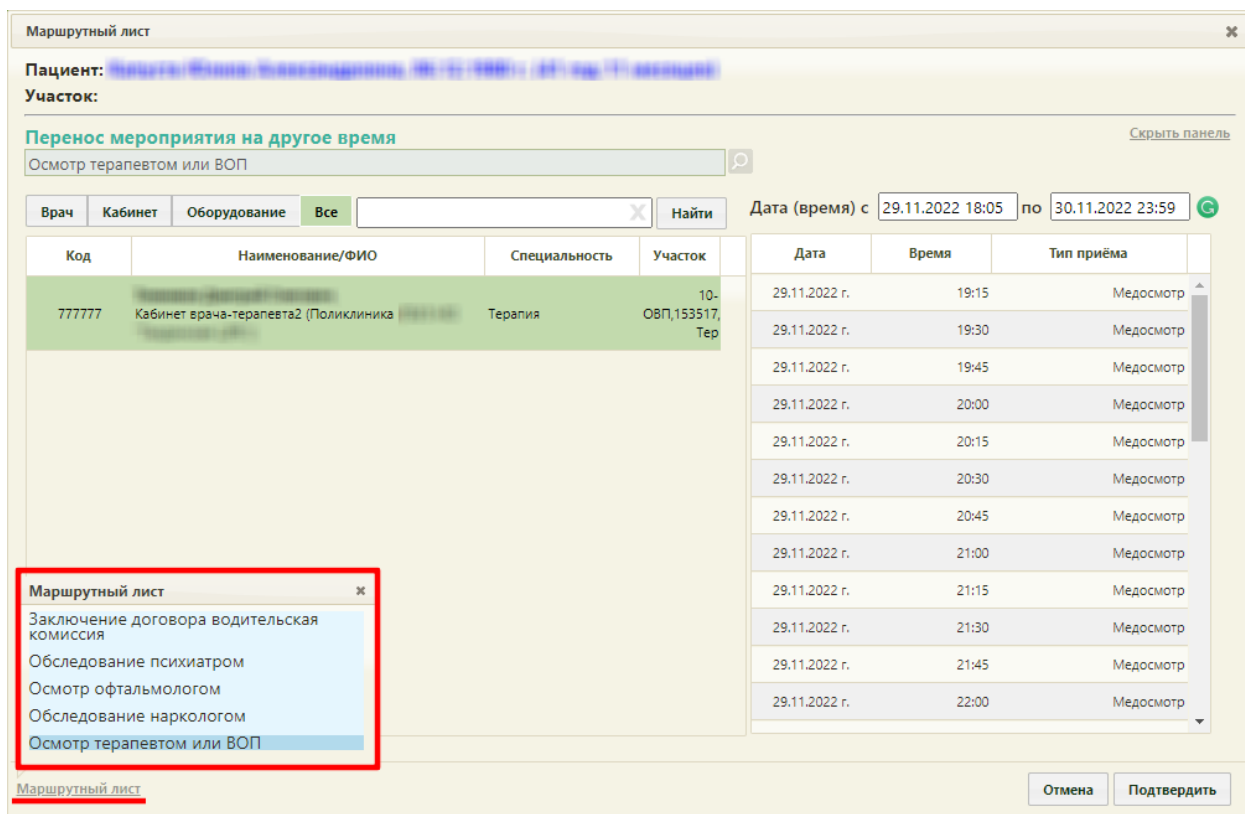 Маршрутный лист
Пациент:
Участок:
Перенос мероприятия на другое время
Скрыть панель
Осмотр терапевтом или ВОП
Врач Кабинет Оборудование Все Найти
Дата (время) с 29.11.2022 18:05 по 30.11.2022 23:59
Код Наименование/ФИО Специальность Участок
777777 Кабинет врача-терапевта2 (Поликлиника Терапия
10-
ОВП,153517,
Тер
Дата Время Тип приёма
29.11.2022 г. 19:15 Медосмотр
29.11.2022 г. 19:30 Медосмотр
29.11.2022 г. 19:45 Медосмотр
29.11.2022 г. 20:00 Медосмотр
29.11.2022 г. 20:15 Медосмотр
29.11.2022 г. 20:30 Медосмотр
29.11.2022 г. 20:45 Медосмотр
29.11.2022 г. 21:00 Медосмотр
29.11.2022 г. 21:15 Медосмотр
29.11.2022 г. 21:30 Медосмотр
29.11.2022 г. 21:45 Медосмотр
29.11.2022 г. 22:00 Медосмотр
Маршрутный лист
Заключение договора водительская
комиссия
Обследование психиатром
Осмотр офтальмологом
Обследование наркологом
Осмотр терапевтом или ВОП
Маршрутный лист
Отмена Подтвердить